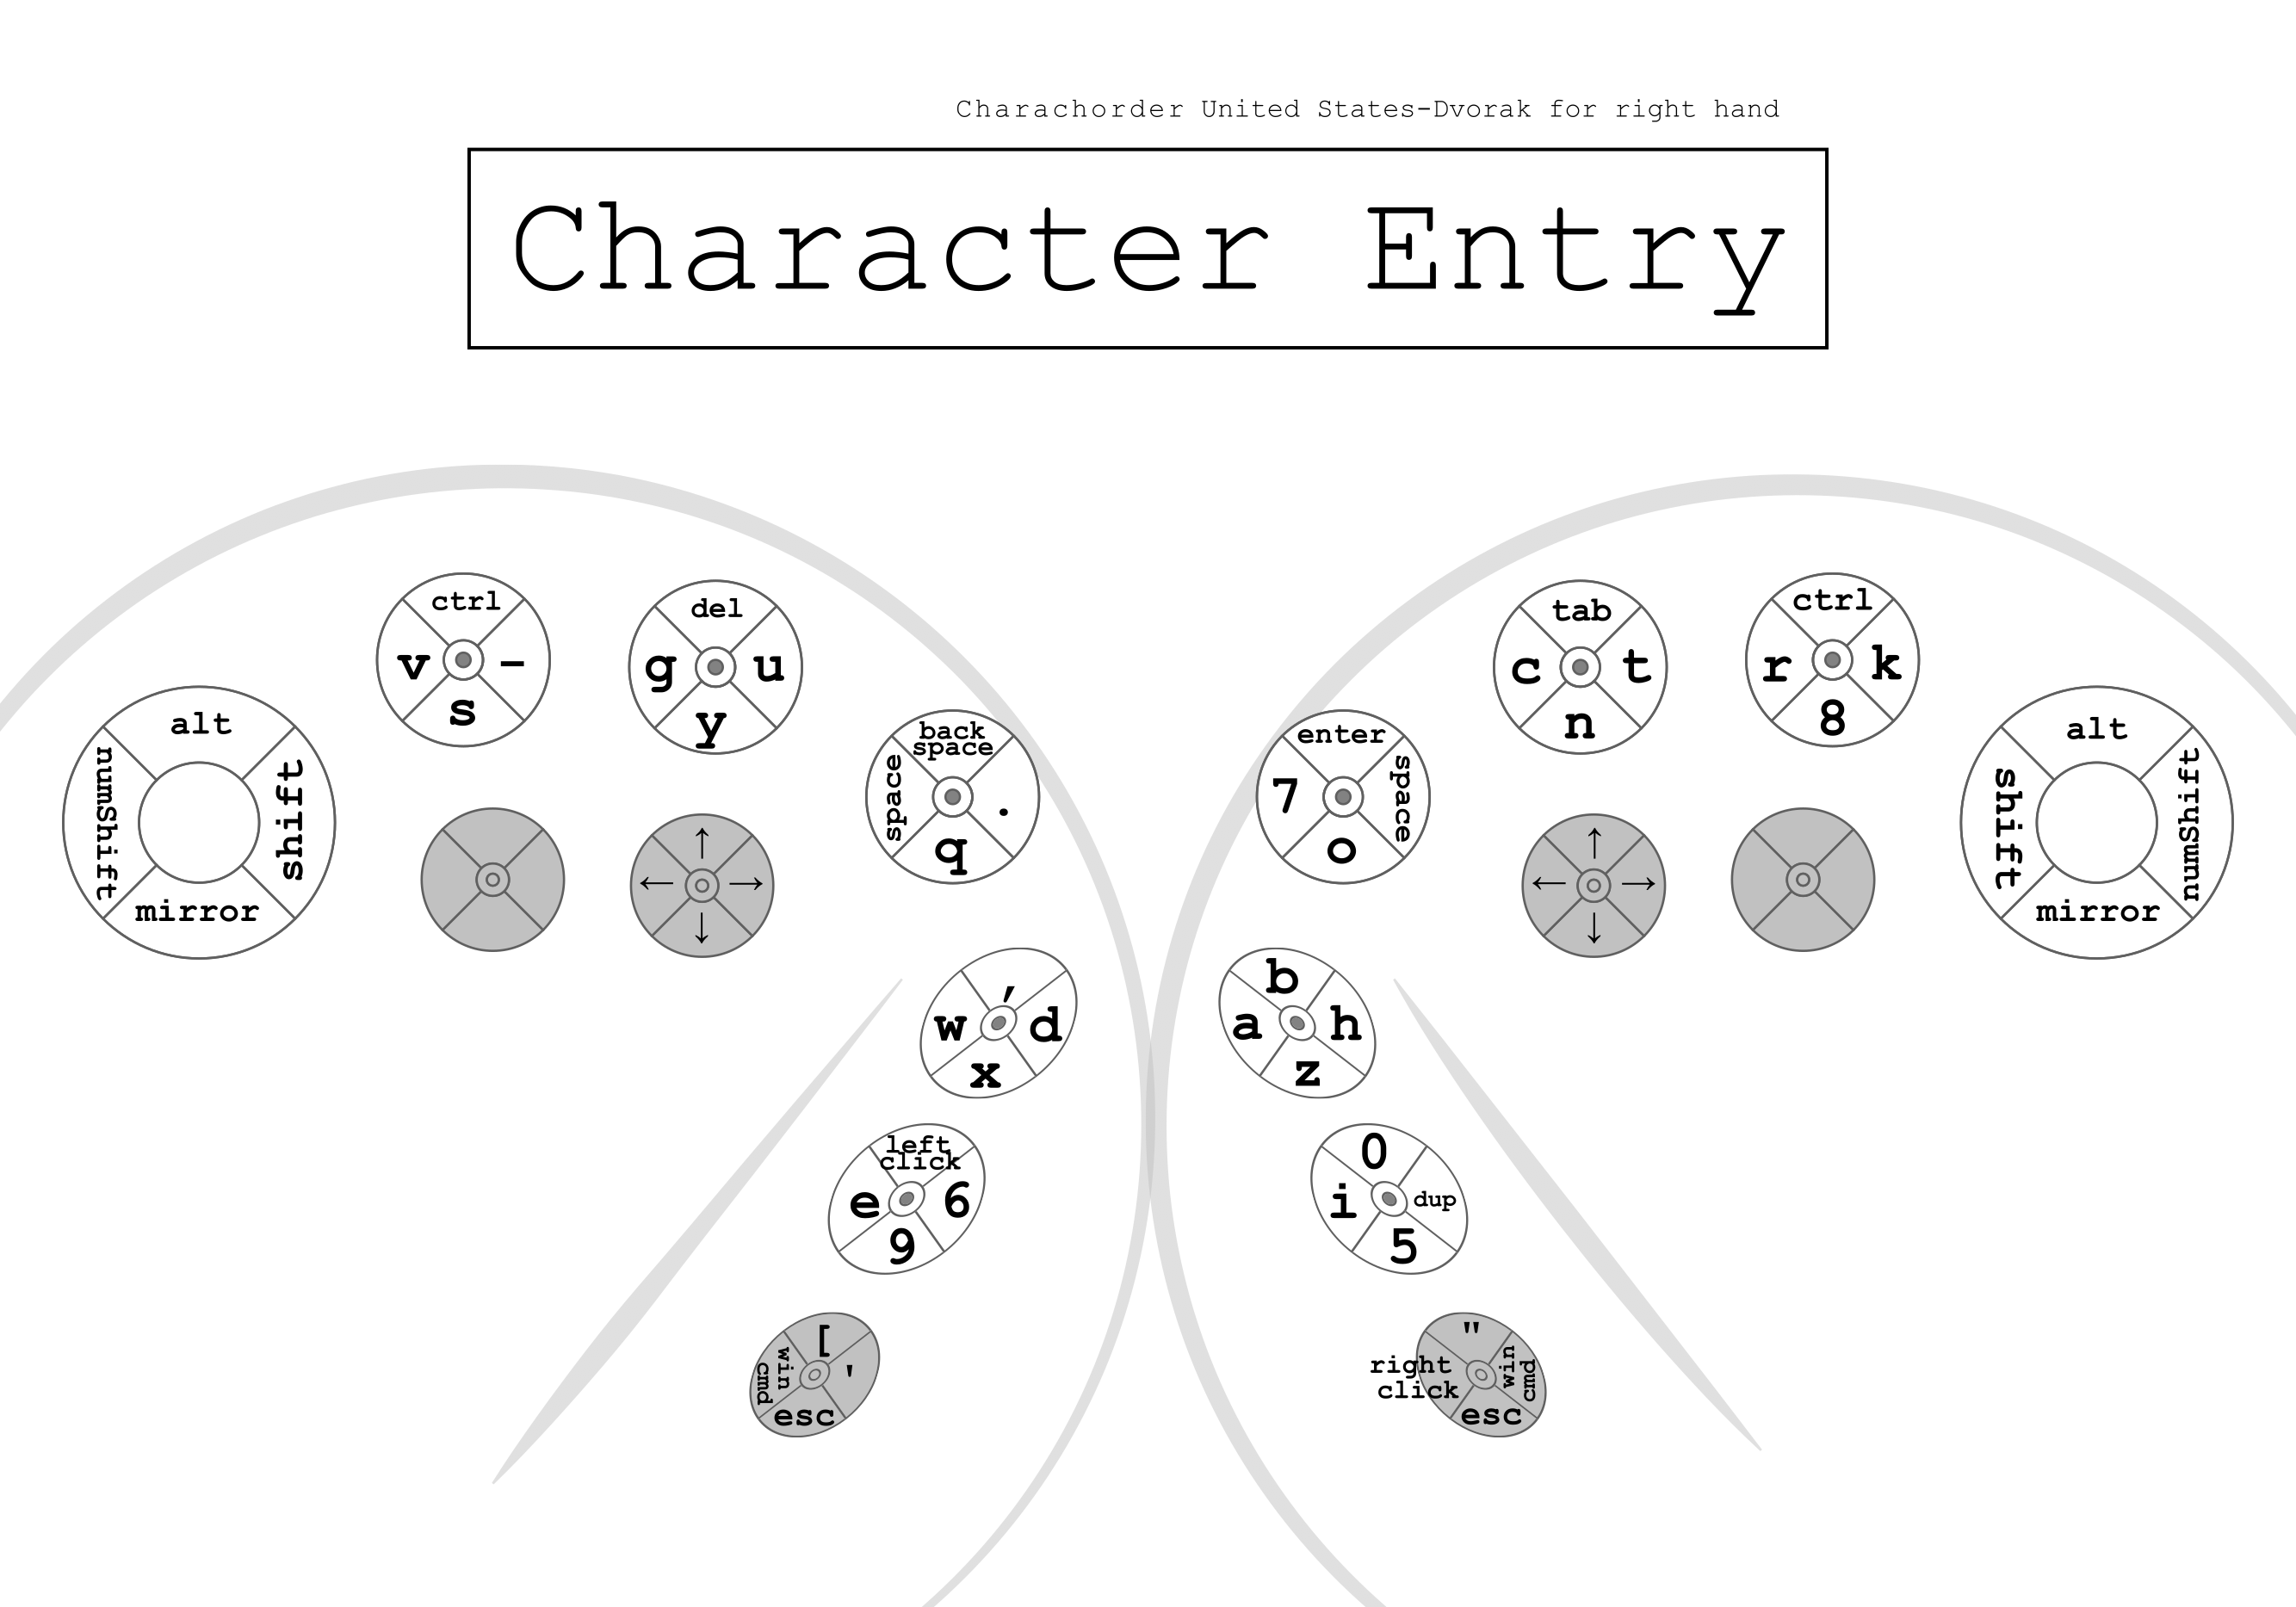 Charachorder United States-Dvorak for right hand
Character Entry
ctrl
v -
s
del
g u
y
tab
c t
n
ctrl
r k
8
alt
numShift shift
mirror
back
space
space .
q
enter
7 space
o
alt
shift numShift
mirror
↑
← →
↓
↑
← →
↓
,
w d
x
b
a h
z
left
click
e 6
9
0
i dup
5
[
win
cmd
'
esc
"
right
click
win
cmd
esc